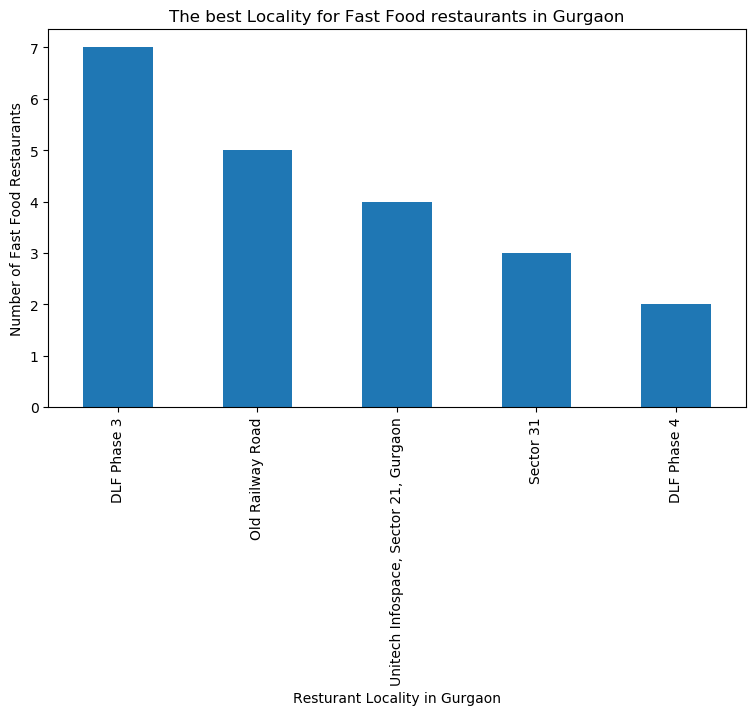 The best Locality for Fast Food restaurants in Gurgaon
Number of Fast Food Restaurants
7
6
5
4
3
2
1
0
DLF Phase 3
Old Railway Road
Unitech Infospace, Sector 21, Gurgaon
Sector 31
DLF Phase 4
Resturant Locality in Gurgaon